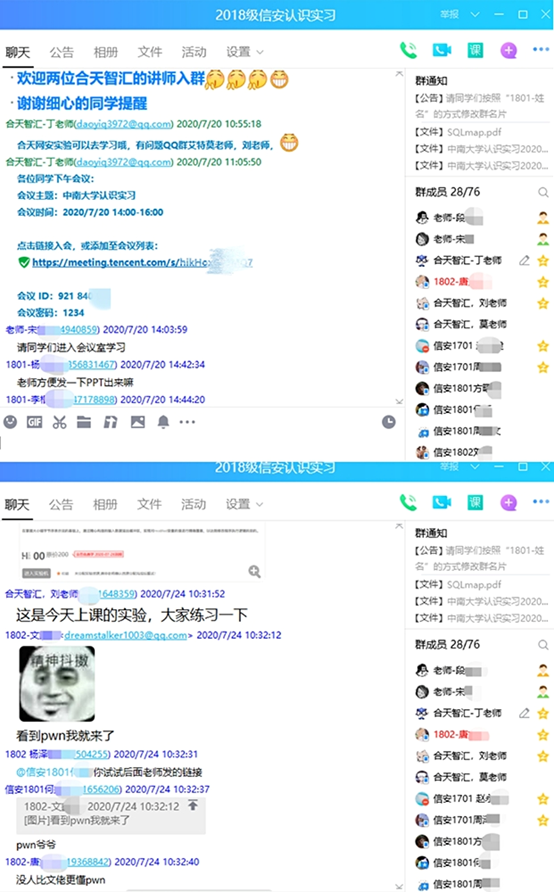 2018级信安认识实习
举报
聊天 公告 相册 文件 活动 设置
欢迎两位合天智汇的讲师入群
谢谢细心的同学提醒
合天智汇-丁老师(daoyiq3972@qq.com) 2020/7/20 10:55:18
合天网安实验可以去学习哦，有问题QQ群艾特莫老师，刘老师，
合天智汇-丁老师(daoyiq3972@qq.com) 2020/7/20 11:05:50
各位同学下午会议：
会议主题：中南大学认识实习
会议时间：2020/7/20 14:00-16:00
点击链接入会，或添加至会议列表：
https://meeting.tencent.com/s/hikHo
会议 ID：921 84
会议密码：1234
老师-宋 4940859) 2020/7/20 14:03:59
请同学们进入会议室学习
1801-杨 356831467) 2020/7/20 14:42:34
老师方便发一下PPT出来嘛
1801-李 47178898) 2020/7/20 14:44:20
GIF
课
群通知
【公告】请同学们按照“1801-姓
名”的方式修改群名片
【文件】SQLmap.pdf
【文件】中南大学认识实习2020...
【文件】中南大学认识实习2020...
群成员 28/76
老师-段
老师-宋
合天智汇-丁老师
1802-唐
合天智汇，刘老师
合天智汇，莫老师
信安1701
信安1701周
信安1801方
信安1801
信安1801周
信安1802刘
2018级信安认识实习
举报
聊天 公告 相册 文件 活动 设置
Hi 00
合天智汇，刘老师 1648359) 2020/7/24 10:31:52
这是今天上课的实验，大家练习一下
1802-文 <dreamstalker1003@qq.com> 2020/7/24 10:32:12
精神抖擞
看到pwn我就来了
1802 杨泽 504255) 2020/7/24 10:32:31
@信安1801何 你试试后面老师发的链接
信安1801何 1656206) 2020/7/24 10:32:37
1802-文 2020/7/24 10:32:12
[图片]看到pwn我就来了
pwn爷爷
1802-唐 19368842) 2020/7/24 10:32:40
没人比文佬更懂pwn
课
群通知
【公告】请同学们按照“1801-姓
名”的方式修改群名片
【文件】SQLmap.pdf
【文件】中南大学认识实习2020...
【文件】中南大学认识实习2020...
群成员 28/76
老师-段
老师-宋
合天智汇-丁老师
1802-唐
合天智汇，刘老师
合天智汇，莫老师
信安1701 赵
信安1701周
信安1801方
信安1801何
信安1801周